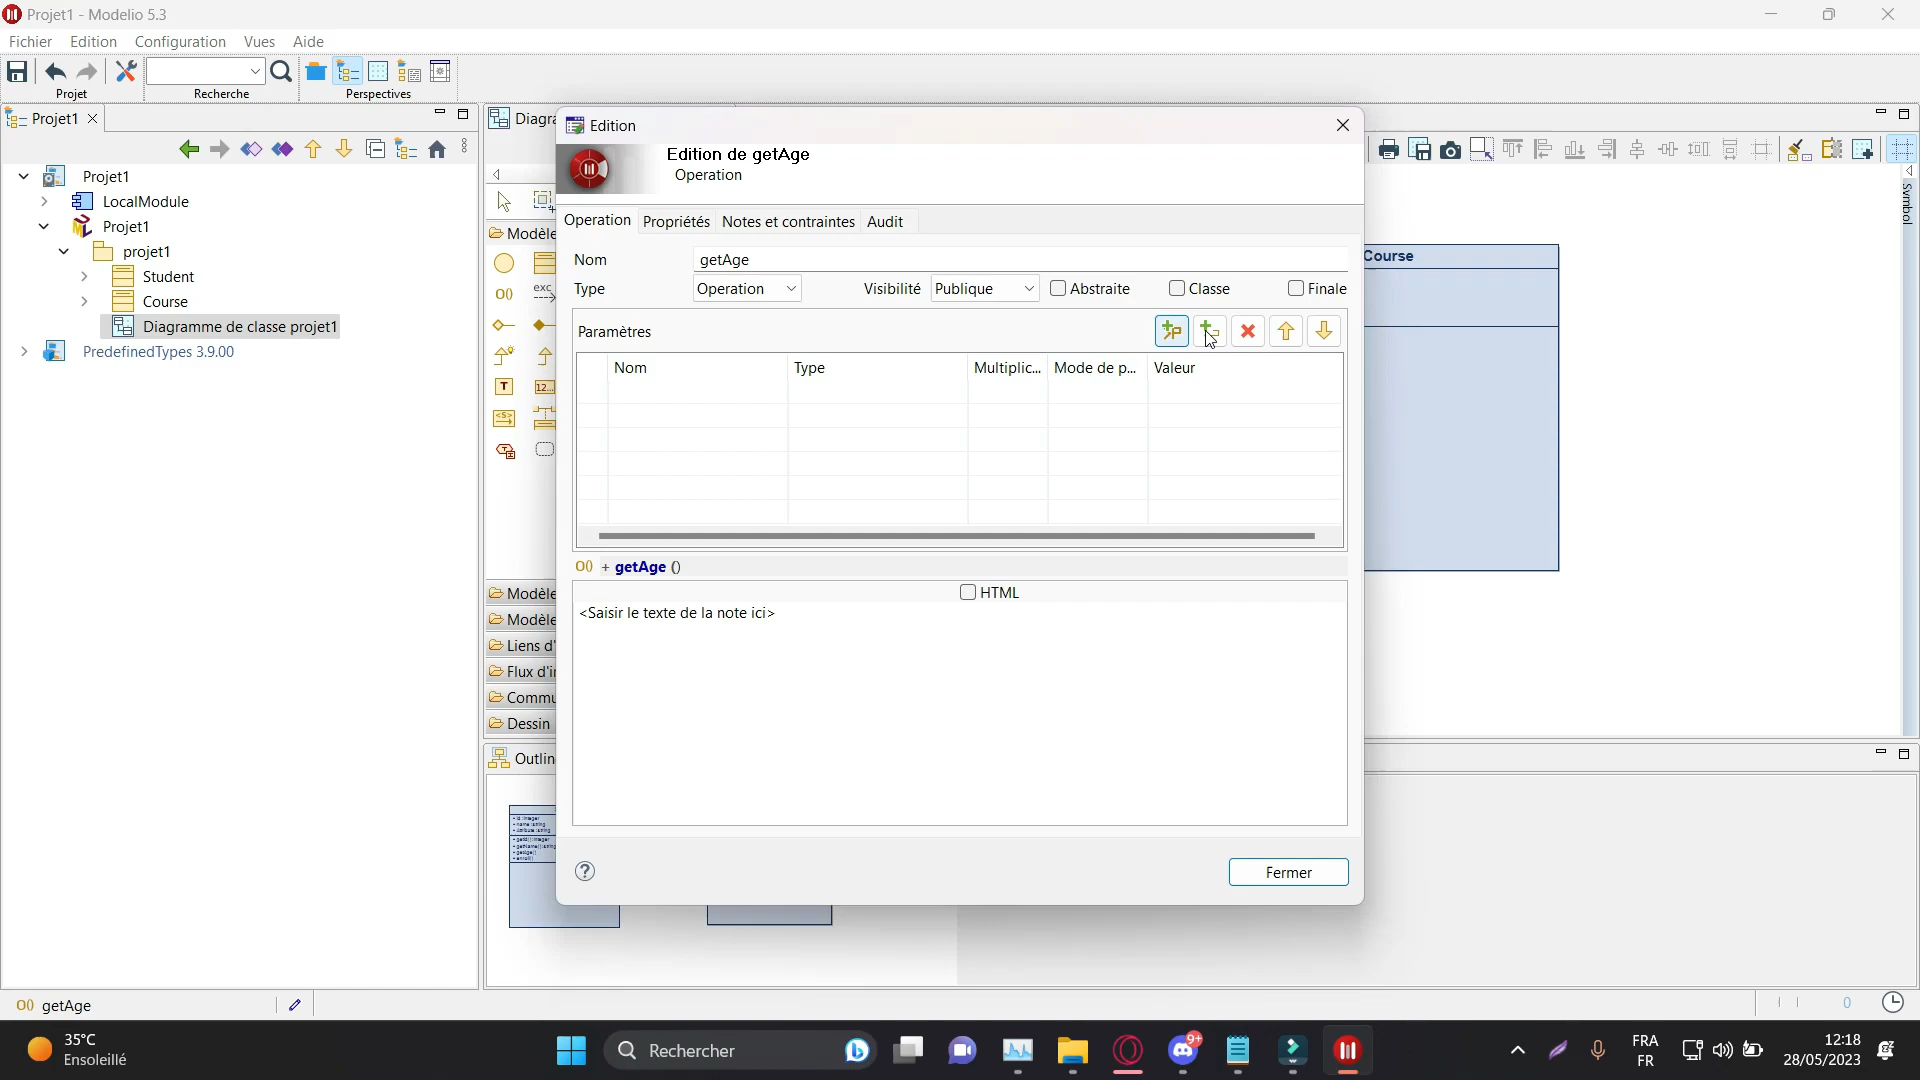 Projet1 - Modelio 5.3
Fichier Edition Configuration Vues Aide
Projet Recherche Perspectives
Projet1
Projet1
LocalModule
Projet1
projet1
Student
Course
Diagramme de classe projet1
PredefinedTypes 3.9.00
Diagra
Modèle
exc
T
12...
<S>
Modèle
Modèle
Liens d'
Flux d'i
Commu
Dessin
Outlin
Edition
Edition de getAge
Operation
Operation Propriétés Notes et contraintes Audit
Nom getAge
Type Operation Visibilité Publique Abstraite Classe Finale
Paramètres
Nom Type Multiplic... Mode de p... Valeur
O() + getAge ()
HTML
<Saisir le texte de la note ici>
Fermer
Course
Symbol
O() getAge
0
35°C
Ensoleillé
Rechercher
9+
FRA
FR
12:18
28/05/2023